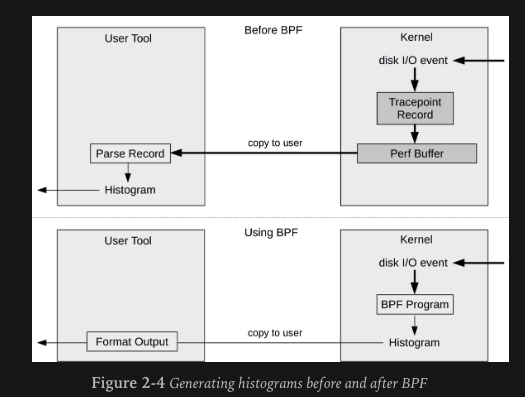 Before BPF
User Tool
Kernel
disk I/O event
Tracepoint
Record
copy to user
Parse Record
Perf Buffer
Histogram
Using BPF
User Tool
Kernel
disk I/O event
BPF Program
copy to user
Format Output
Histogram
Figure 2-4 Generating histograms before and after BPF